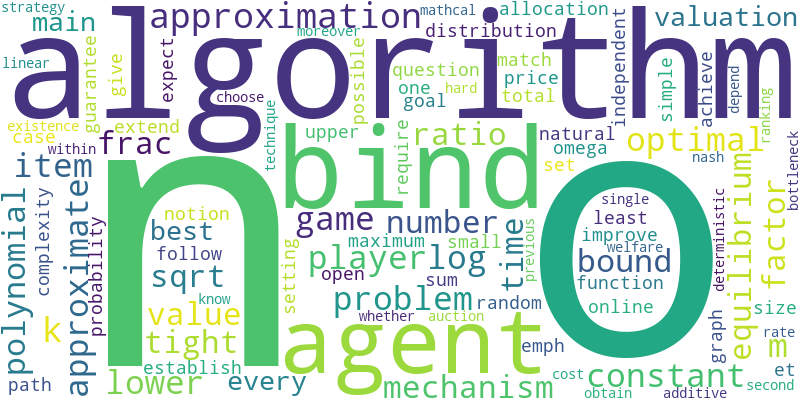 strategy
main
approximation
moreover
mathcal
allocation
distribution
valuation
linear
guarantee
give
expect
algorithm
choose
possible
question
one
goal
match
price
total
hard
independent
simple
achieve
depend
ranking
existence
case
within
extend
frac
technique
upper
bind
require
ratio
natural
omega
set
optimal
nash
bottleneck
item
polynomial
complexity
approximate
probability
n
notion
best
follow
sqrt
know
value
tight
establish
setting
game
number
maximum
small
player
log
open
sum
problem
random
whether
auction
agent
time
previous
emph
O
single
least
welfare
improve
bound
function
online
deterministic
equilibrium
factor
k
m
size
graph
rate
et
path
lower
every
mechanism
cost
constant
obtain
additive
second